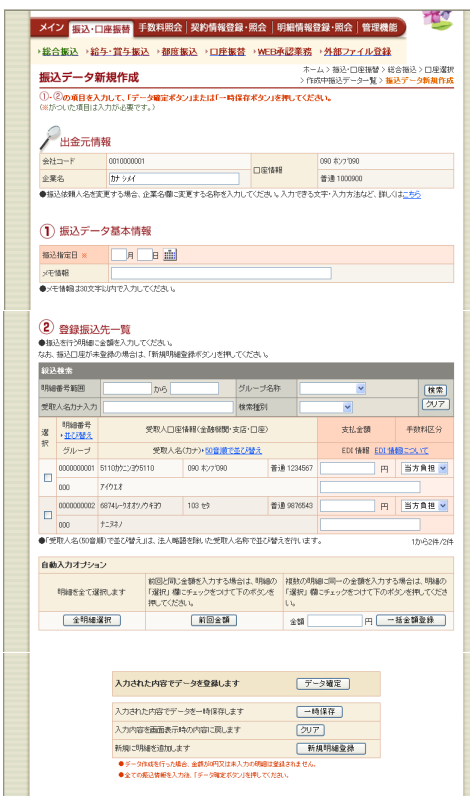 メイン 振込・口座振替 手数料照会 契約情報登録・照会 明細情報登録・照会 管理機能
総合振込 給与・賞与振込 都度振込 口座振替 WEB承認業務 外部ファイル登録
振込データ新規作成
ホーム > 振込・口座振替 > 総合振込 > 口座選択
> 作成中振込データ一覧 > 振込データ新規作成
①-②の項目を入力して、「データ確定ボタン」または「一時保存ボタン」を押してください。
(※がついた項目は入力が必要です。)
出金元情報
会社コード 0010000001 口座情報 090 ホンテン090
企業名 カナ シメイ 普通 1000900
●振込依頼人名を変更する場合、企業名欄に変更する名称を入力してください。入力できる文字・入力方法など、詳しくはこちら
① 振込データ基本情報
振込指定日 ※ 月 日
メモ情報
●メモ情報は30文字以内で入力してください。
② 登録振込先一覧
●振込を行う明細に金額を入力してください。
なお、振込口座が未登録の場合は、「新規明細登録ボタン」を押してください。
絞込検索
明細番号範囲 から グループ名称 検索
受取人名カナ入力 検索種別 クリア
選択 明細番号 ・並び替え 受取人口座情報(金融機関・支店・口座) 支払金額 手数料区分
グループ 受取人名(カナ)・50音順で並び替え EDI情報 EDI情報について
0000000001 090 ホンテン090 普通 1234567 円 当方負担
000 アイウエオ
0000000002 103 普通 9876543 円 当方負担
000 ナニヌネノ
●「受取人名(50音順)で並び替え」は、法人略語を除いた受取人名称で並び替えを行います。 1から2件/2件
自動入力オプション
明細を全て選択します 前回と同じ金額を入力する場合は、明細の「選択」欄にチェックをつけて下のボタンを押してください。 複数の明細に同一の金額を入力する場合は、明細の「選択」欄にチェックをつけて下のボタンを押してください。
全明細選択 前回金額 金額 円 一括金額登録
入力された内容でデータを登録します データ確定
入力された内容でデータを一時保存します 一時保存
入力内容を画面表示時の内容に戻します クリア
新規に明細を追加します 新規明細登録
●データ作成を行った場合、金額が0円又は未入力の明細は登録されません。
●全ての振込情報を入力後、「データ確定ボタン」を押してください。